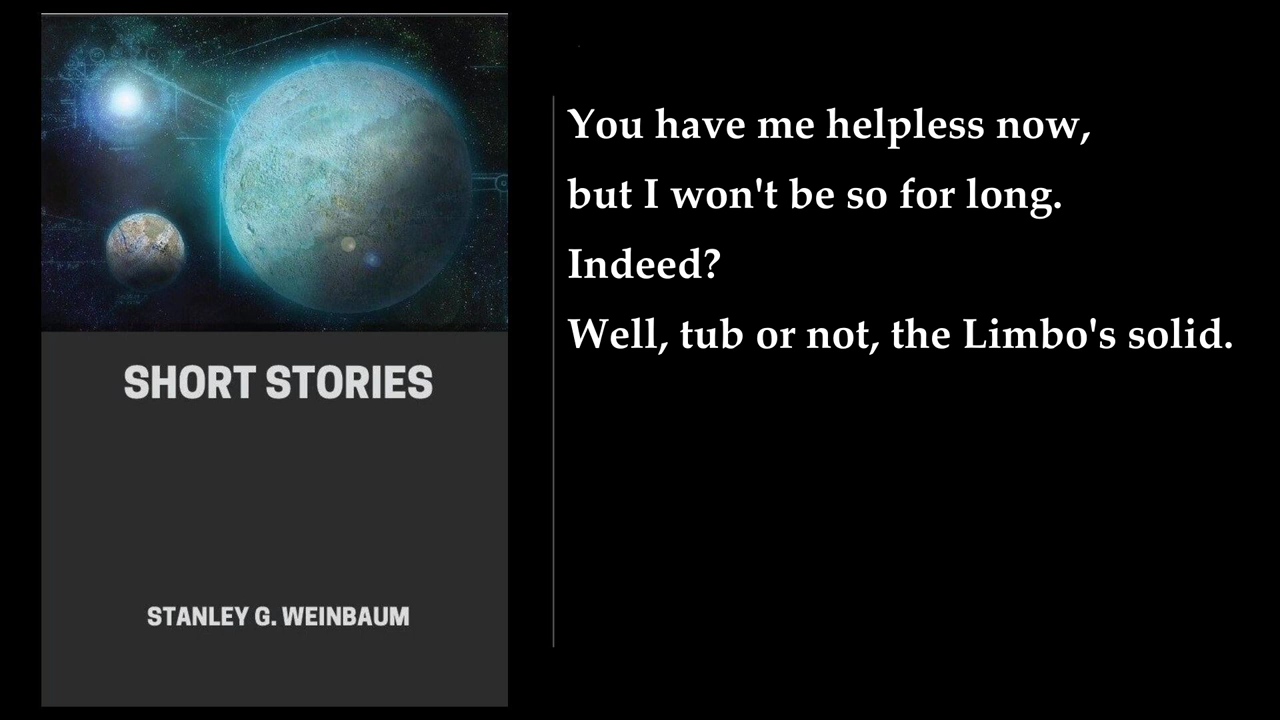 SHORT STORIES
STANLEY G. WEINBAUM
You have me helpless now,
but I won't be so for long.
Indeed?
Well, tub or not, the Limbo's solid.